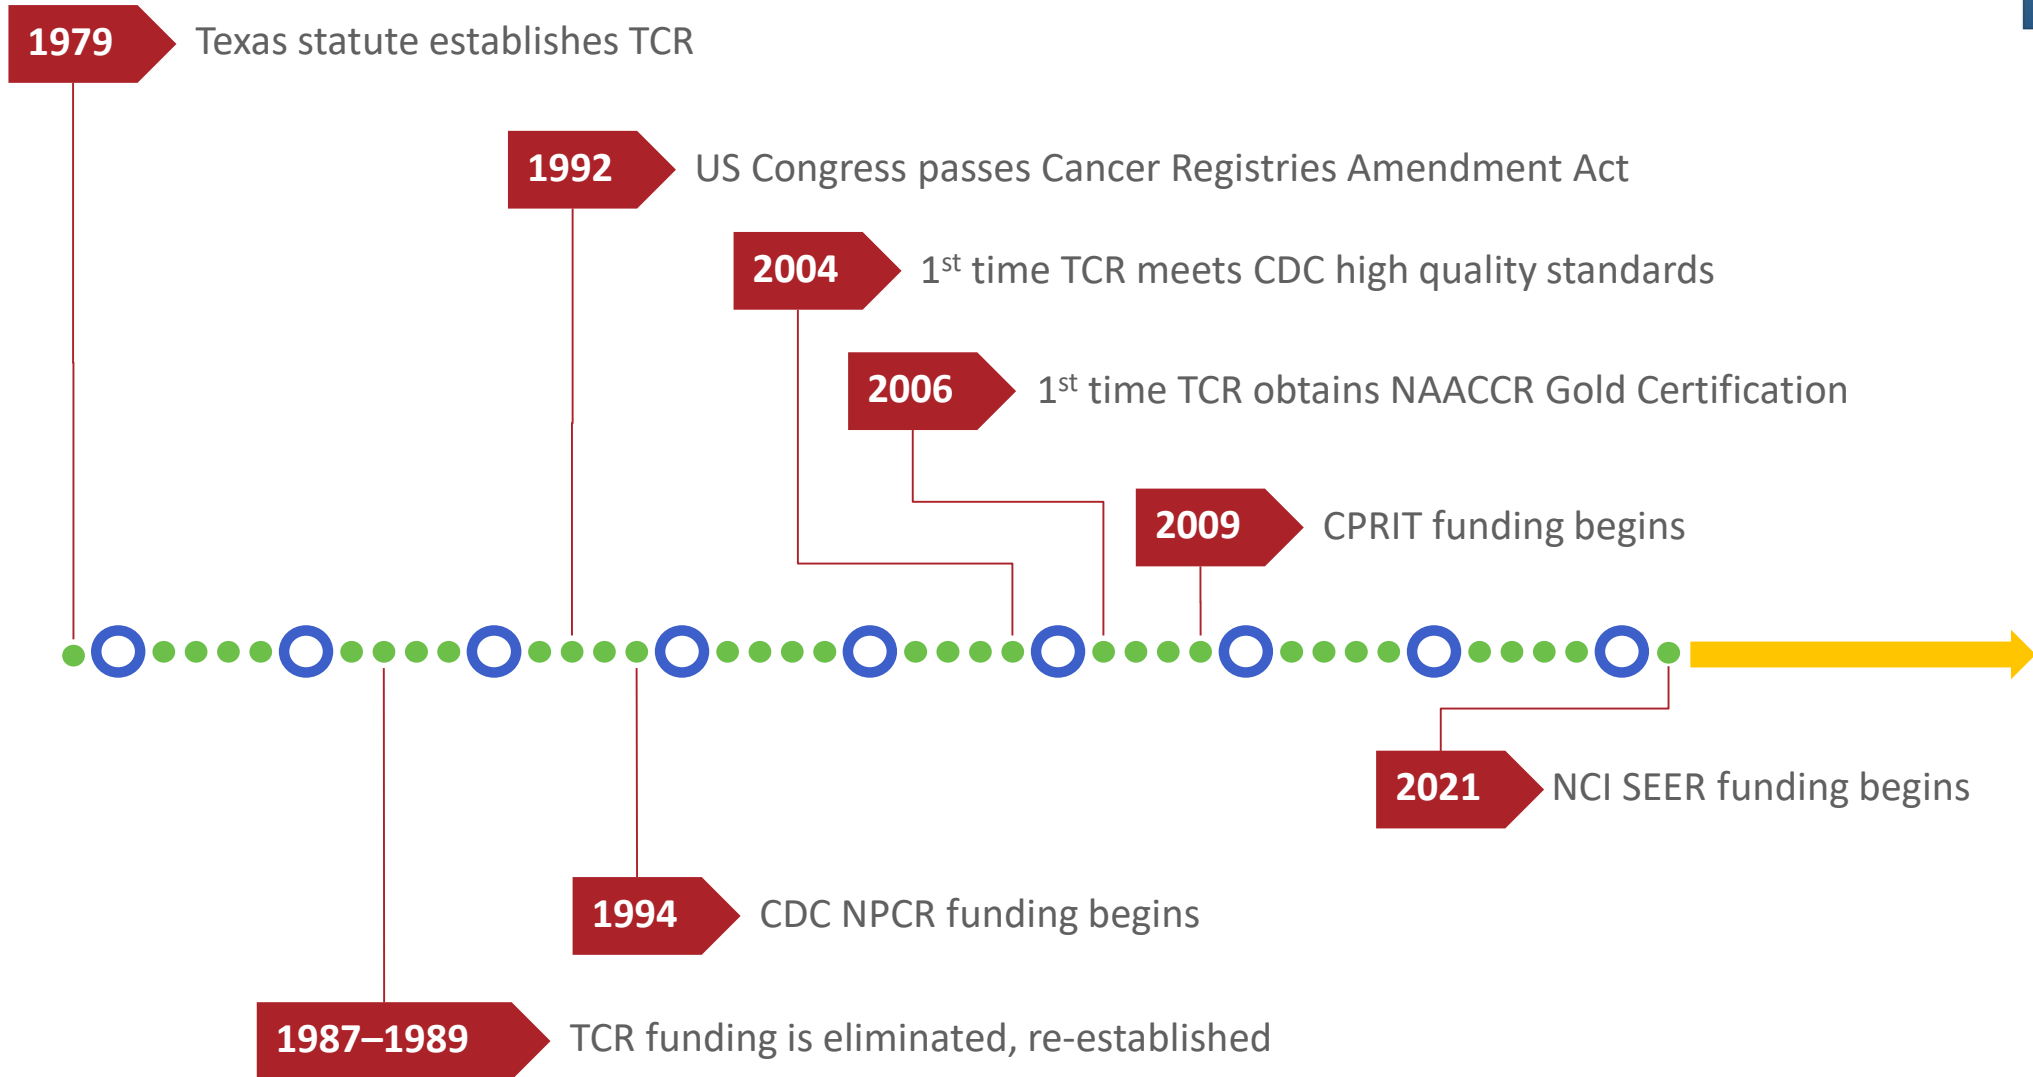 1979 Texas statute establishes TCR
1992 US Congress passes Cancer Registries Amendment Act
2004 1st time TCR meets CDC high quality standards
2006 1st time TCR obtains NAACCR Gold Certification
2009 CPRIT funding begins
2021 NCI SEER funding begins
1994 CDC NPCR funding begins
1987–1989 TCR funding is eliminated, re-established